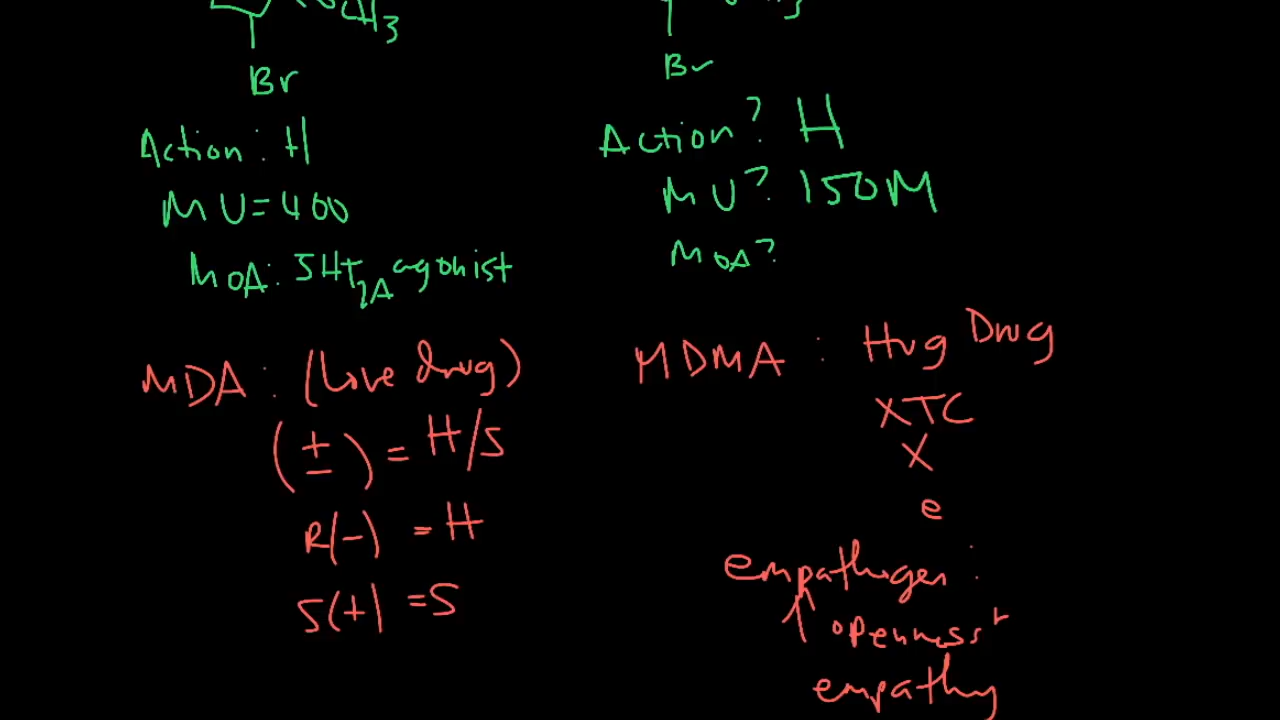 OCH3
Br
Action: H
MU=400
MOA: 5HT2A agonist
Br
Action? H
MU? 150M
MOA?
MDA: (Love drug)
(±) = H/S
R(-) = H
S(+) = S
MDMA: Hug Drug
XTC
X
e
empathogen:
↑ openness +
empathy